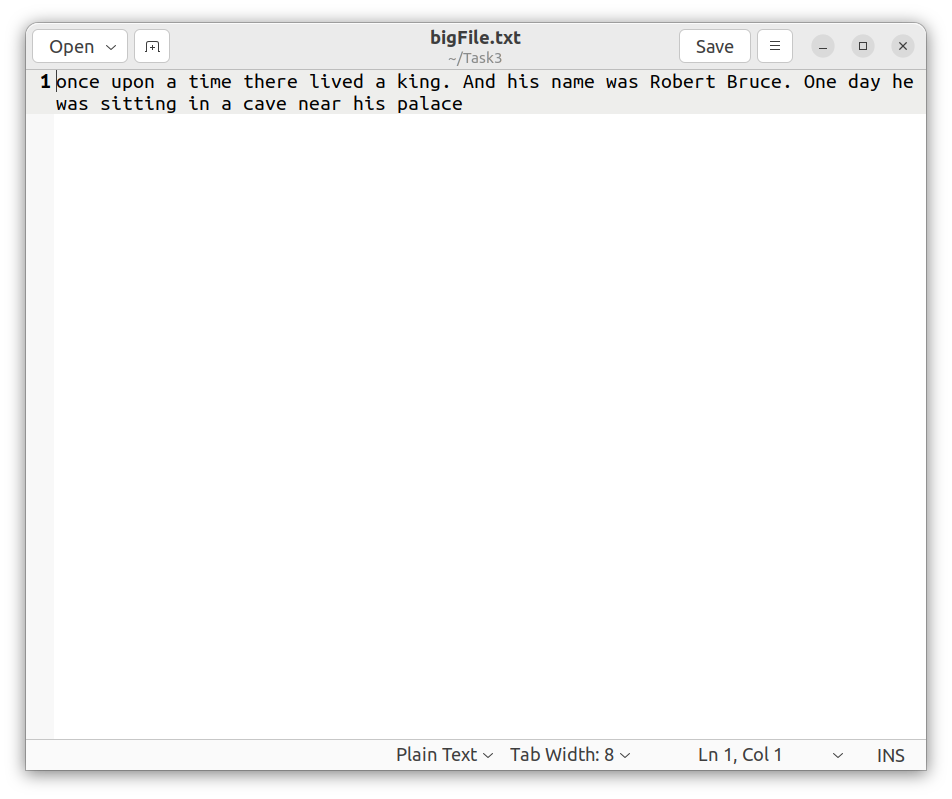 Open
bigFile.txt
~/Task3
Save
1 once upon a time there lived a king. And his name was Robert Bruce. One day he
was sitting in a cave near his palace
Plain Text Tab Width: 8 Ln 1, Col 1 INS